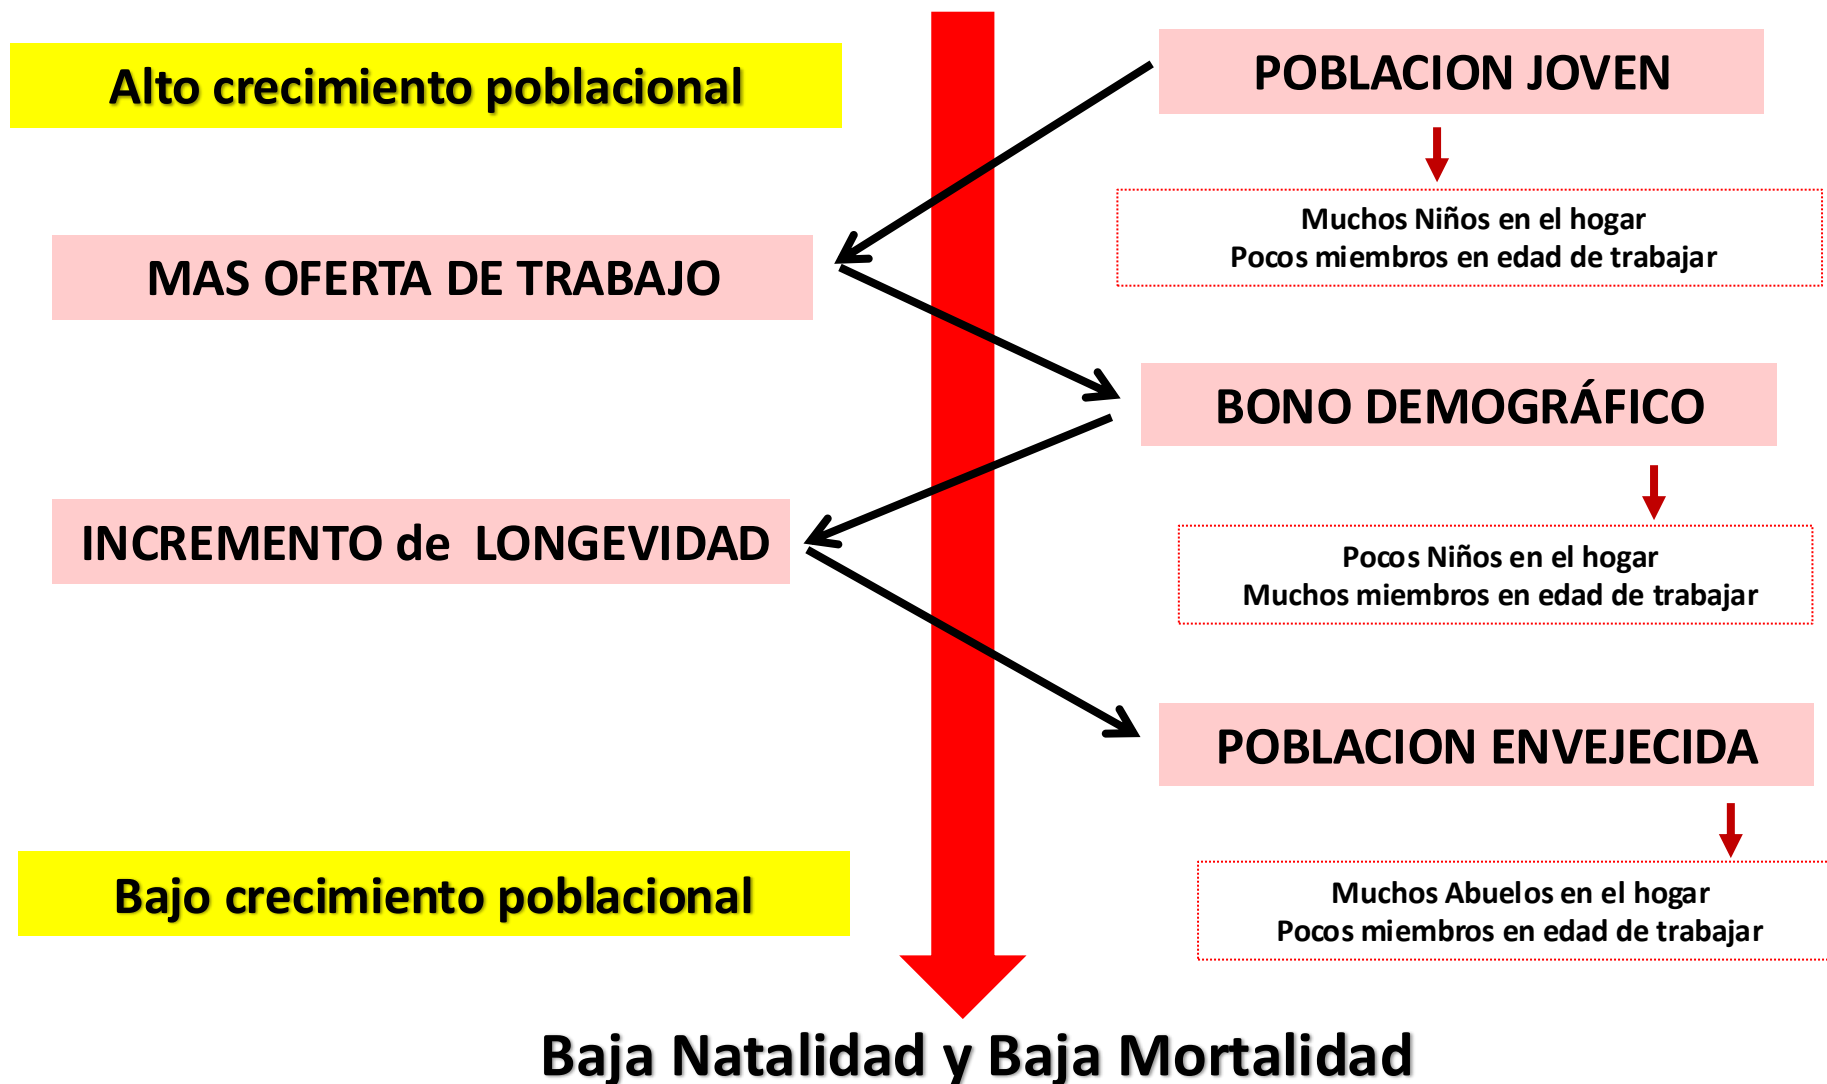 Alto crecimiento poblacional
POBLACION JOVEN
Muchos Niños en el hogar
Pocos miembros en edad de trabajar
MAS OFERTA DE TRABAJO
BONO DEMOGRÁFICO
INCREMENTO de LONGEVIDAD
Pocos Niños en el hogar
Muchos miembros en edad de trabajar
POBLACION ENVEJECIDA
Bajo crecimiento poblacional
Muchos Abuelos en el hogar
Pocos miembros en edad de trabajar
Baja Natalidad y Baja Mortalidad